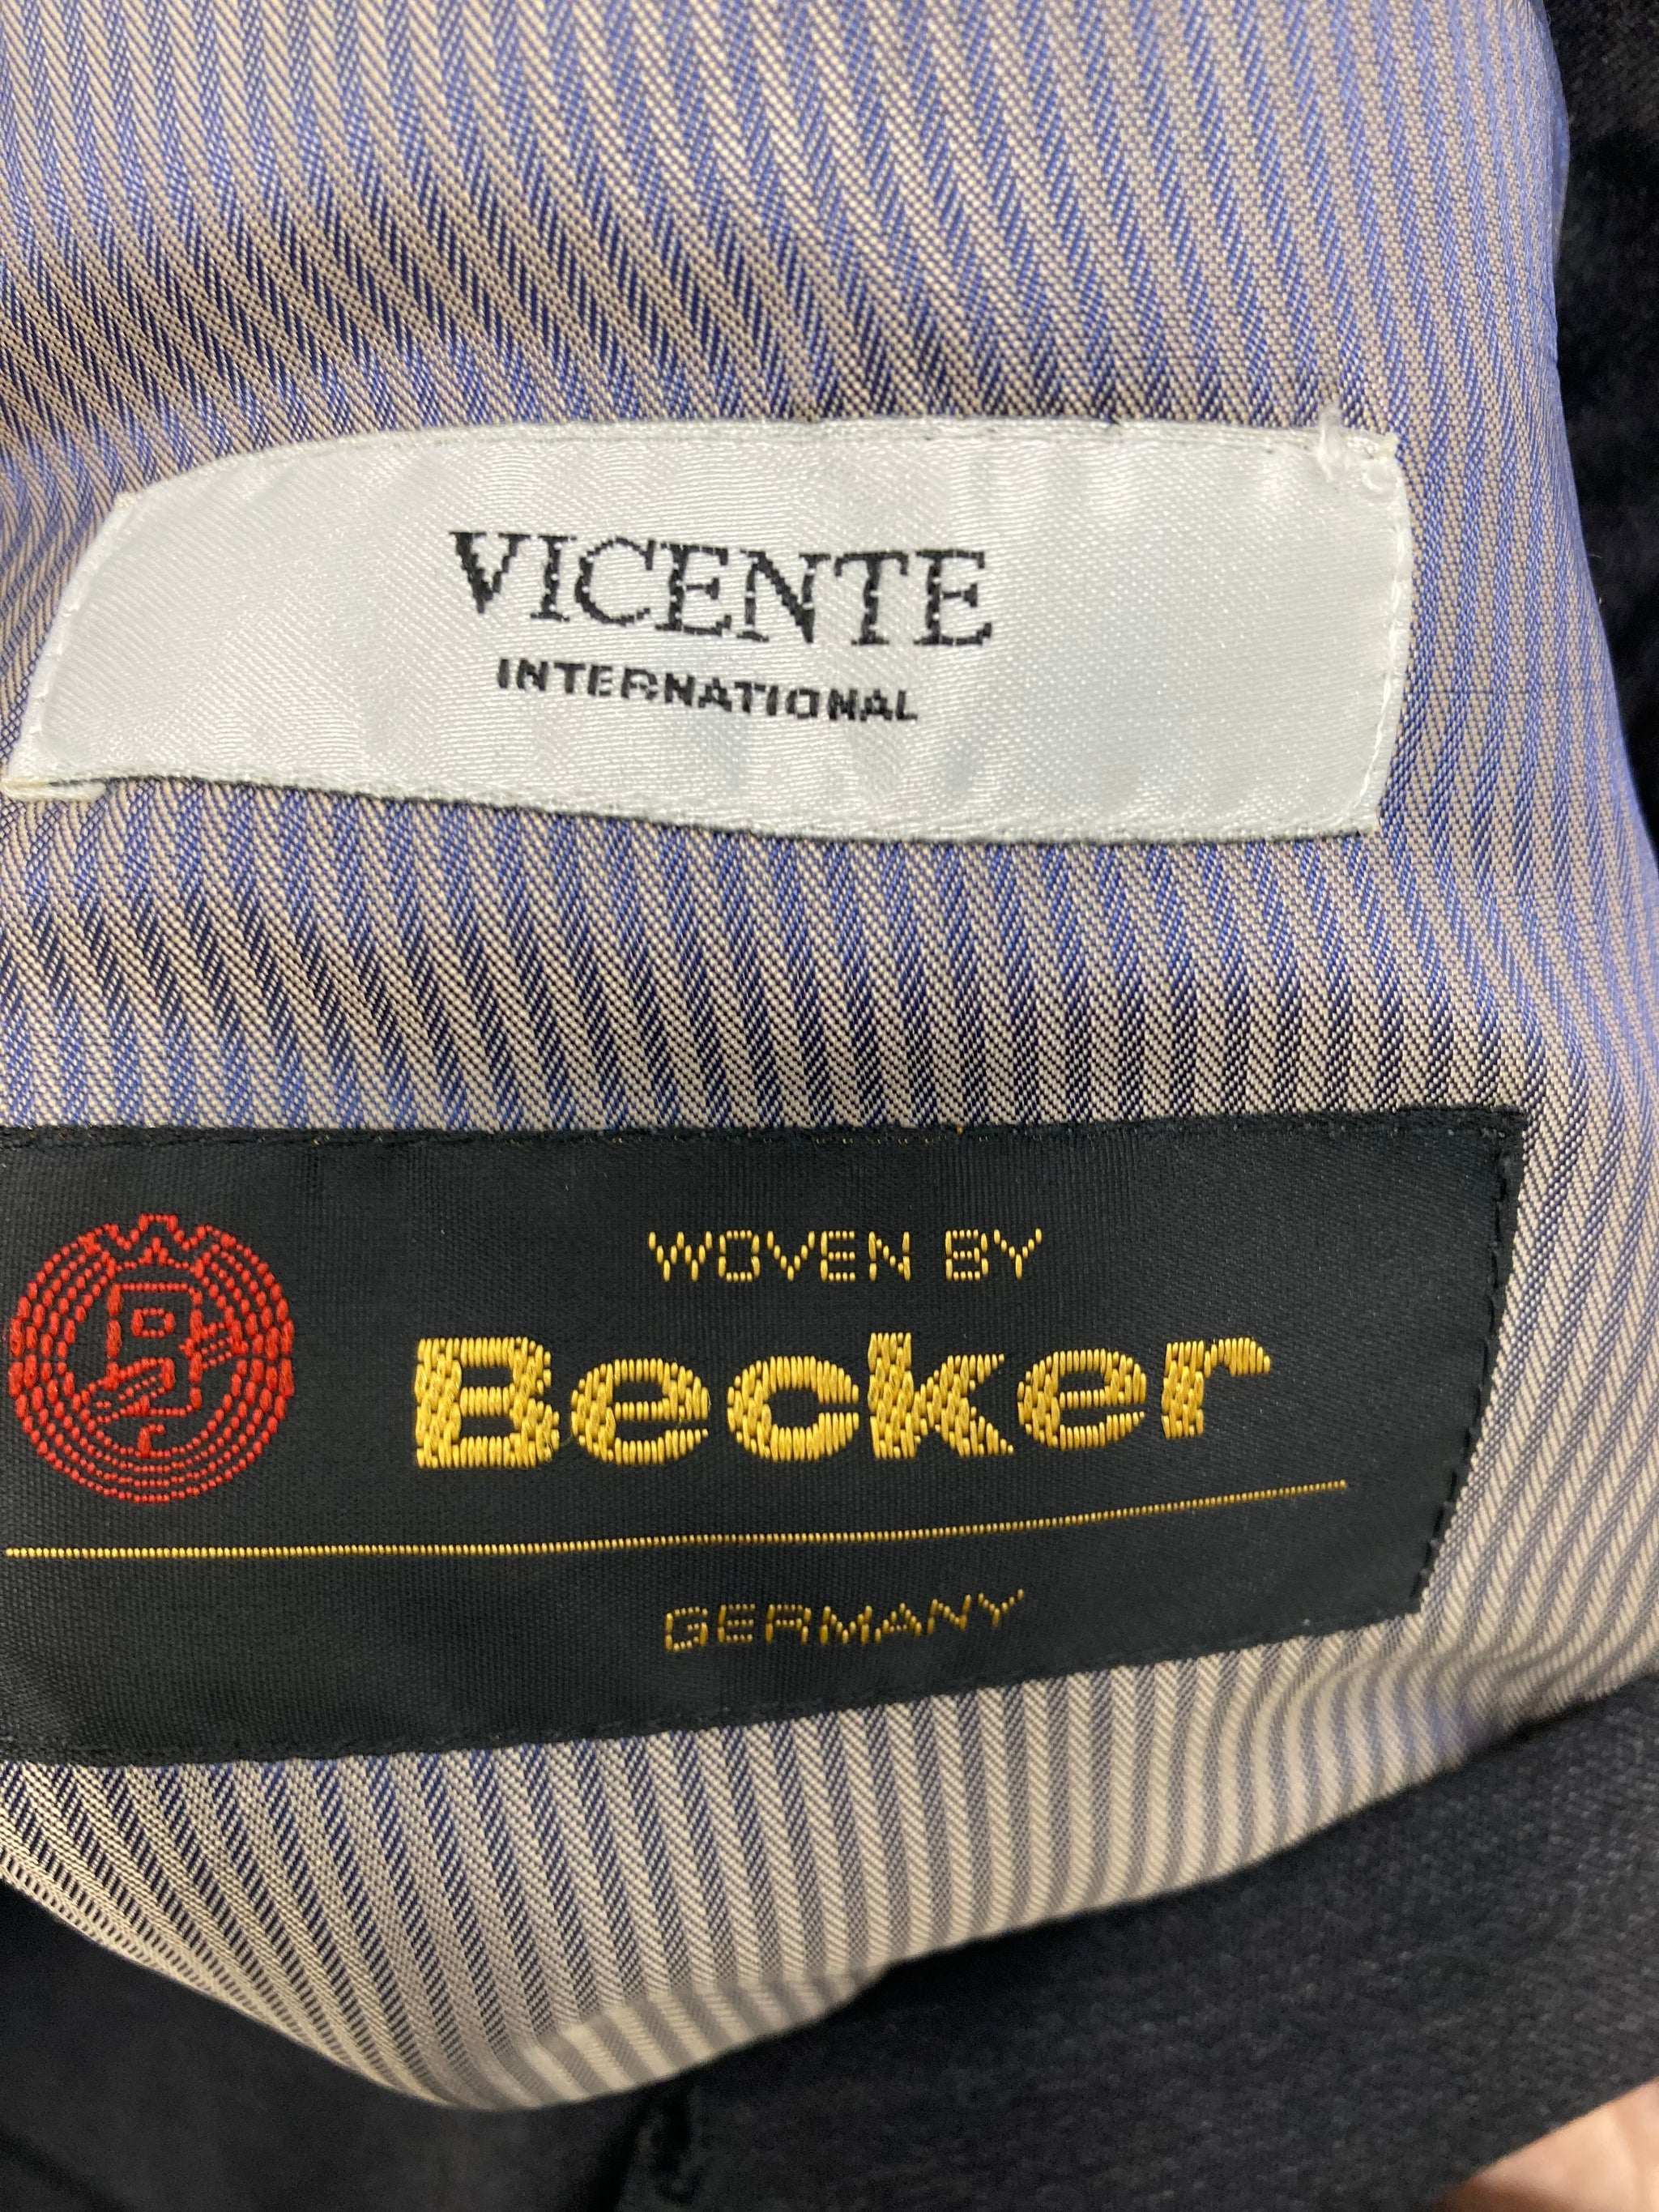 VICENTE
INTERNATIONAL
WOVEN BY
Becker
GERMANY